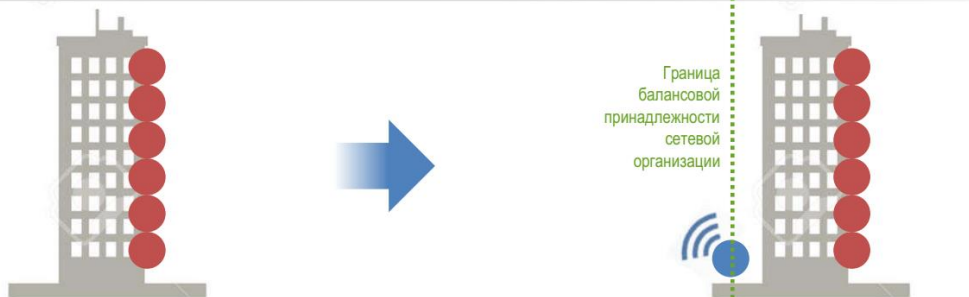 Граница
балансовой
принадлежности
сетевой
организации